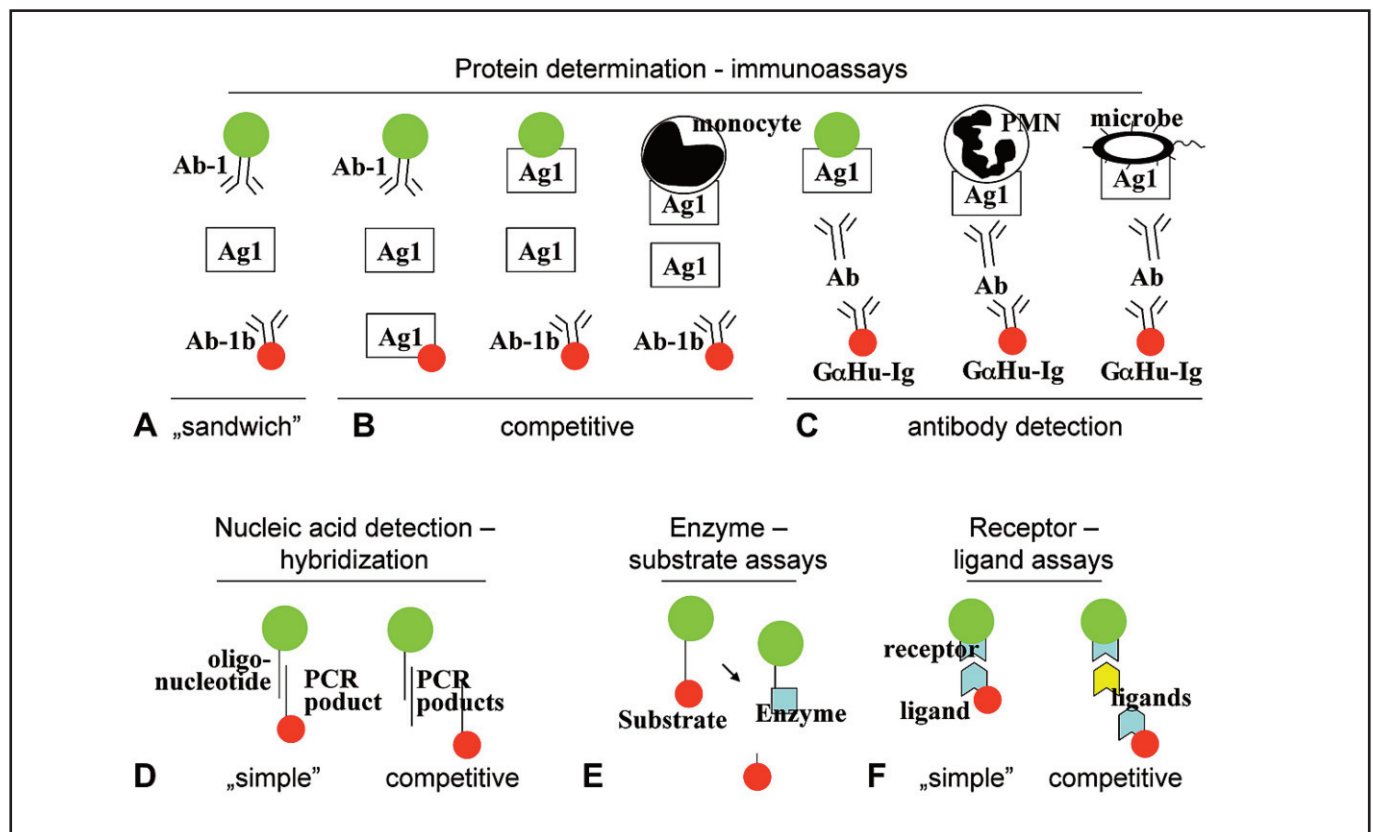 Protein determination - immunoassays
monocyte
PMN
microbe
Ab-1
Ab-1
Ag1
Ag1
Ag1
Ag1
Ag1
Ag1
Ag1
Ag1
Ag1
Ab
Ab
Ab
Ab-1b
Ag1
Ab-1b
Ab-1b
GαHu-Ig
GαHu-Ig
GαHu-Ig
A „sandwich”
B competitive
C antibody detection
Nucleic acid detection –
hybridization
oligo-
nucleotide
PCR
poduct
PCR
poducts
D „simple”
competitive
Enzyme –
substrate assays
Substrate
Enzyme
E
Receptor –
ligand assays
receptor
ligand
ligands
F „simple”
competitive